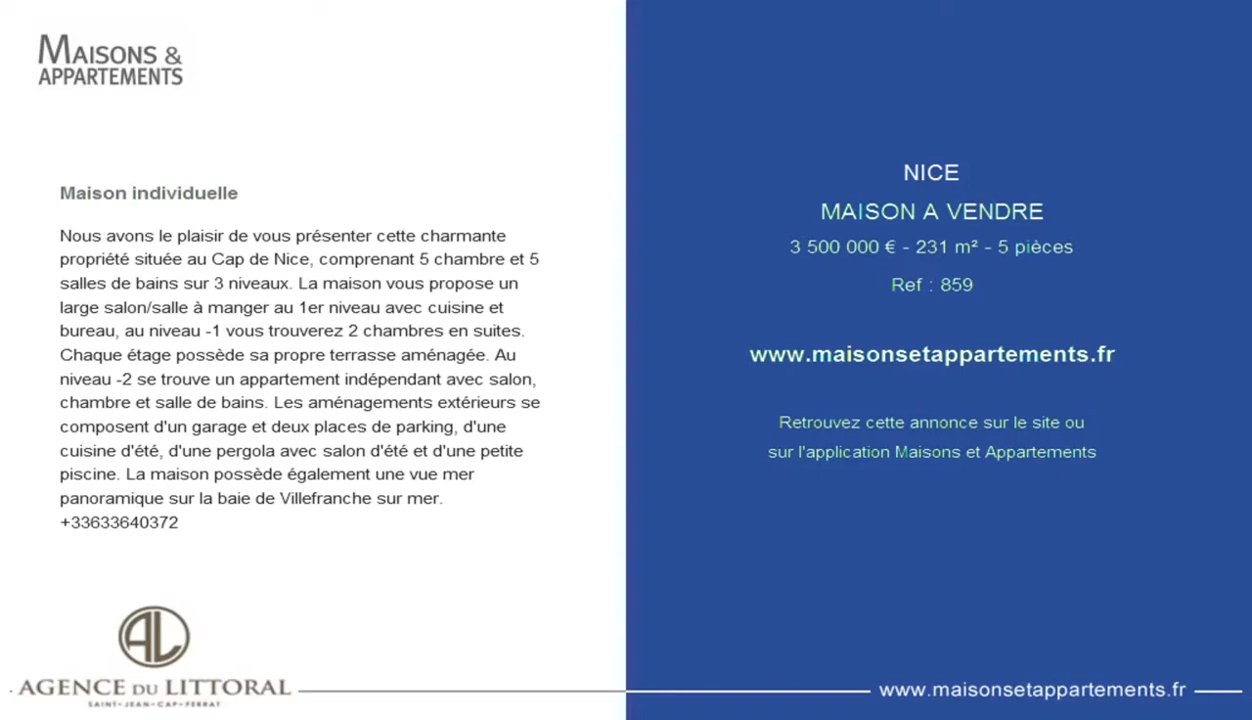 MAISONS &
APPARTEMENTS
Maison individuelle
Nous avons le plaisir de vous présenter cette charmante
propriété située au Cap de Nice, comprenant 5 chambre et 5
salles de bains sur 3 niveaux. La maison vous propose un
large salon/salle à manger au 1er niveau avec cuisine et
bureau, au niveau -1 vous trouverez 2 chambres en suites.
Chaque étage possède sa propre terrasse aménagée. Au
niveau -2 se trouve un appartement indépendant avec salon,
chambre et salle de bains. Les aménagements extérieurs se
composent d'un garage et deux places de parking, d'une
cuisine d'été, d'une pergola avec salon d'été et d'une petite
piscine. La maison possède également une vue mer
panoramique sur la baie de Villefranche sur mer.
+33633640372
AL
AGENCE DU LITTORAL
SAINT-JEAN-CAP-FERRAT
NICE
MAISON A VENDRE
3 500 000 € - 231 m² - 5 pièces
Ref : 859
www.maisonsetappartements.fr
Retrouvez cette annonce sur le site ou
sur l'application Maisons et Appartements
www.maisonsetappartements.fr